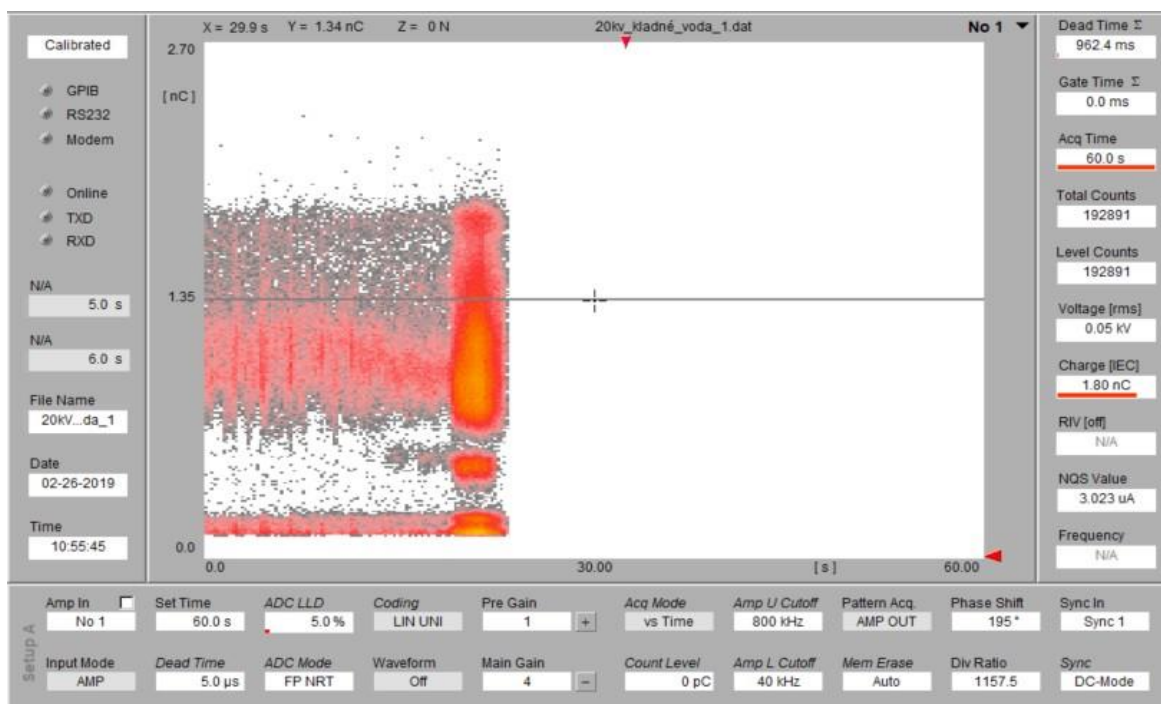 X = 29.9 s Y = 1.34 nC Z = 0 N 20kv_kladné_voda_1.dat No 1
Calibrated
GPIB
RS232
Modem
Online
TXD
RXD
N/A
5.0 s
N/A
6.0 s
File Name
20kV...da_1
Date
02-26-2019
Time
10:55:45
2.70
[ nC ]
1.35
0.0
0.0 30.00 [ s ] 60.00
Dead Time Σ
962.4 ms
Gate Time Σ
0.0 ms
Acq Time
60.0 s
Total Counts
192891
Level Counts
192891
Voltage [rms]
0.05 kV
Charge [IEC]
1.80 nC
RIV [off]
N/A
NQS Value
3.023 uA
Frequency
N/A
Setup A
Amp In Set Time ADC LLD Coding Pre Gain Acq Mode Amp U Cutoff Pattern Acq. Phase Shift Sync In
No 1 60.0 s 5.0 % LIN UNI 1 + vs Time 800 kHz AMP OUT 195 ° Sync 1
Input Mode Dead Time ADC Mode Waveform Main Gain Count Level Amp L Cutoff Mem Erase Div Ratio Sync
AMP 5.0 µs FP NRT Off 4 − 0 pC 40 kHz Auto 1157.5 DC-Mode